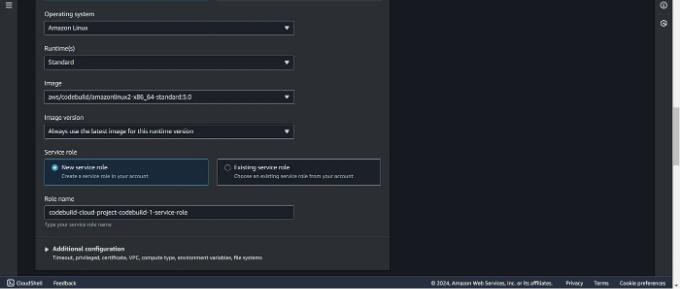 Operating system
Amazon Linux
Runtime(s)
Standard
Image
aws/codebuild/amazonlinux2-x86_64-standard:5.0
Image version
Always use the latest image for this runtime version
Service role
New service role
Create a service role in your account
Existing service role
Choose an existing service role from your account
Role name
codebuild-cloud-project-codebuild-1-service-role
Type your service role name
Additional configuration
Timeout, privileged, certificate, VPC, compute type, environment variables, file systems
CloudShell Feedback © 2024, Amazon Web Services, Inc. or its affiliates. Privacy Terms Cookie preferences